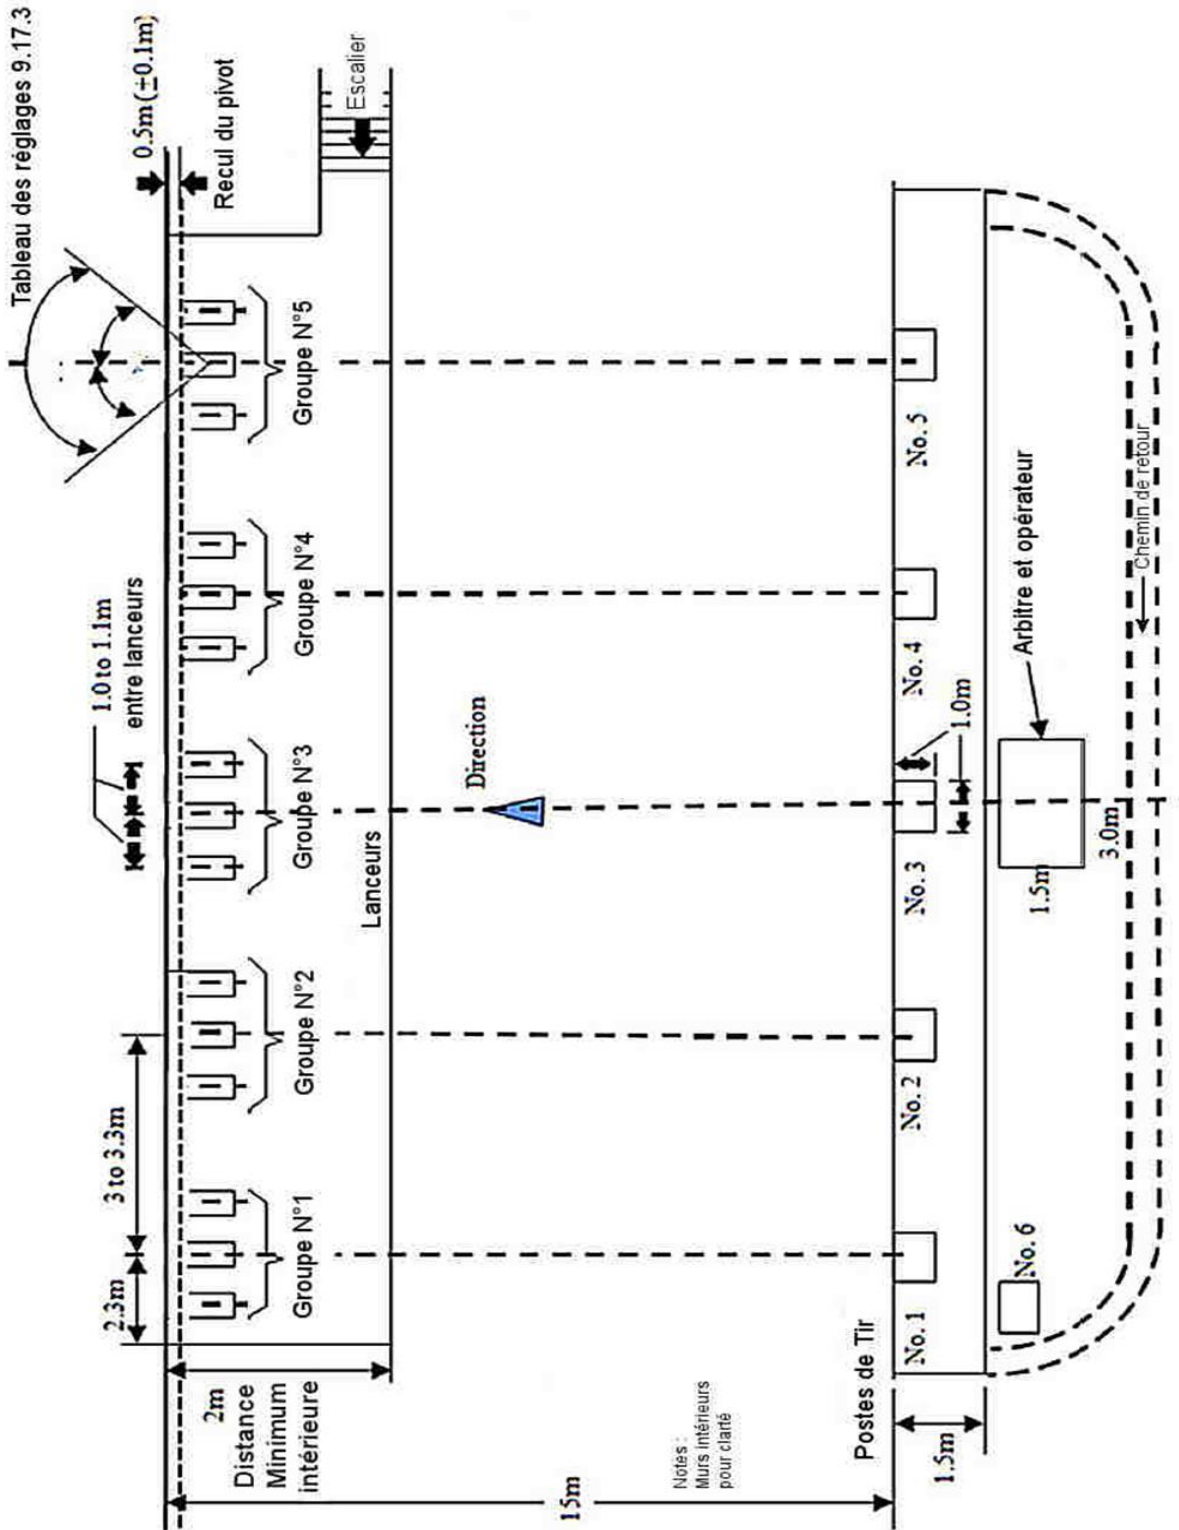 Tableau des réglages 9.17.3
0.5m (±0.1m)
Recul du pivot
Escalier
1.0 to 1.1m
entre lanceurs
3 to 3.3m
2.3m
Groupe N°1
Groupe N°2
Groupe N°3
Groupe N°4
Groupe N°5
2m
Distance
Minimum
intérieure
Lanceurs
Direction
15m
Notes :
Murs intérieurs
pour clarté
Postes de Tir
No. 1
No. 2
No. 3
No. 4
No. 5
1.0m
1.5m
No. 6
1.5m
3.0m
Arbitre et opérateur
Chemin de retour